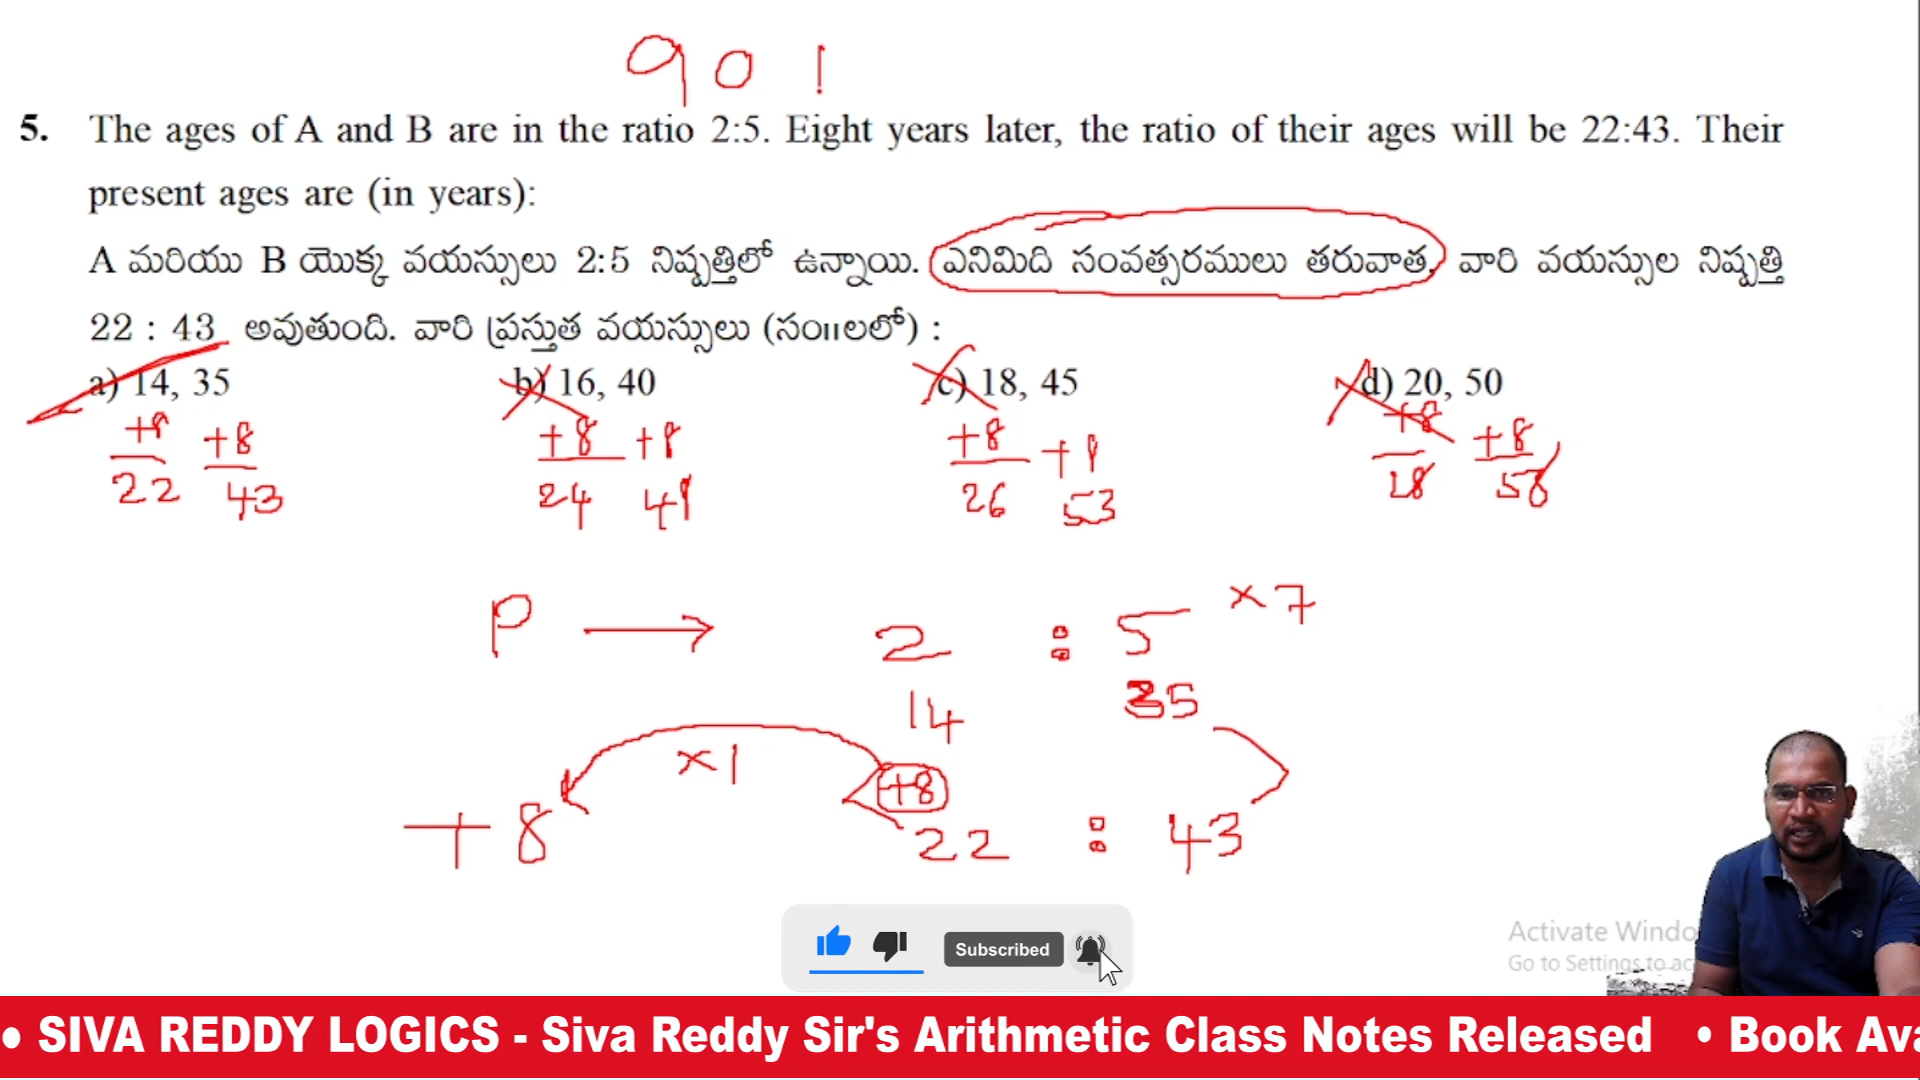 9 0 1
5. The ages of A and B are in the ratio 2:5. Eight years later, the ratio of their ages will be 22:43. Their
present ages are (in years):
A మరియు B యొక్క వయస్సులు 2:5 నిష్పత్తిలో ఉన్నాయి. ఎనిమిది సంవత్సరములు తరువాత, వారి వయస్సుల నిష్పత్తి
22 : 43 అవుతుంది. వారి ప్రస్తుత వయస్సులు (సం॥లలో) :
a) 14, 35 b) 16, 40 c) 18, 45 d) 20, 50
+8 +8 +8 +8 +8 +8 +8 +8
22 43 24 26 53
P → 2 : 5 ×7
14 35
×1 +8
+8 22 : 43
Subscribed
Activate Windo
Go to Settings to ac
• SIVA REDDY LOGICS - Siva Reddy Sir's Arithmetic Class Notes Released • Book Ava